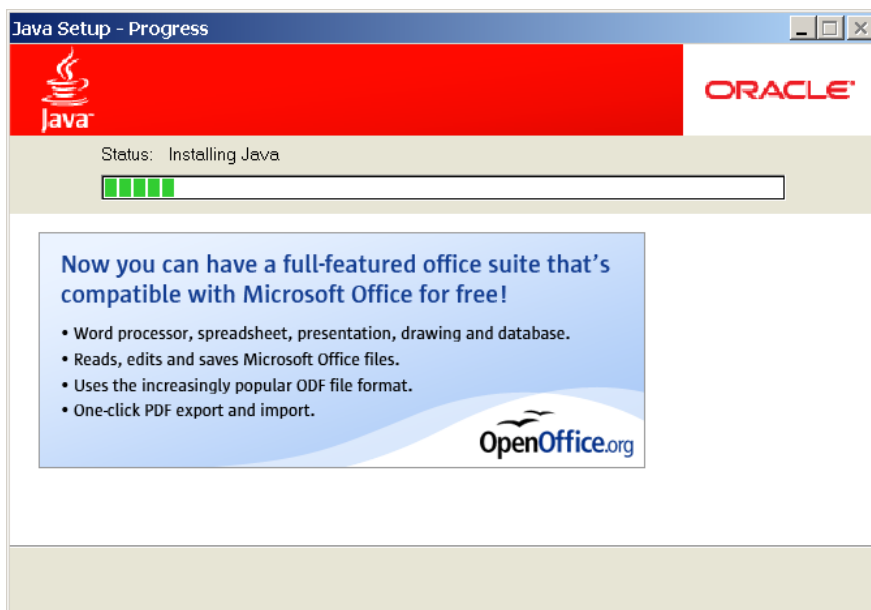 Java Setup - Progress
Java™
ORACLE®
Status: Installing Java
Now you can have a full-featured office suite that's
compatible with Microsoft Office for free!
• Word processor, spreadsheet, presentation, drawing and database.
• Reads, edits and saves Microsoft Office files.
• Uses the increasingly popular ODF file format.
• One-click PDF export and import.
OpenOffice.org